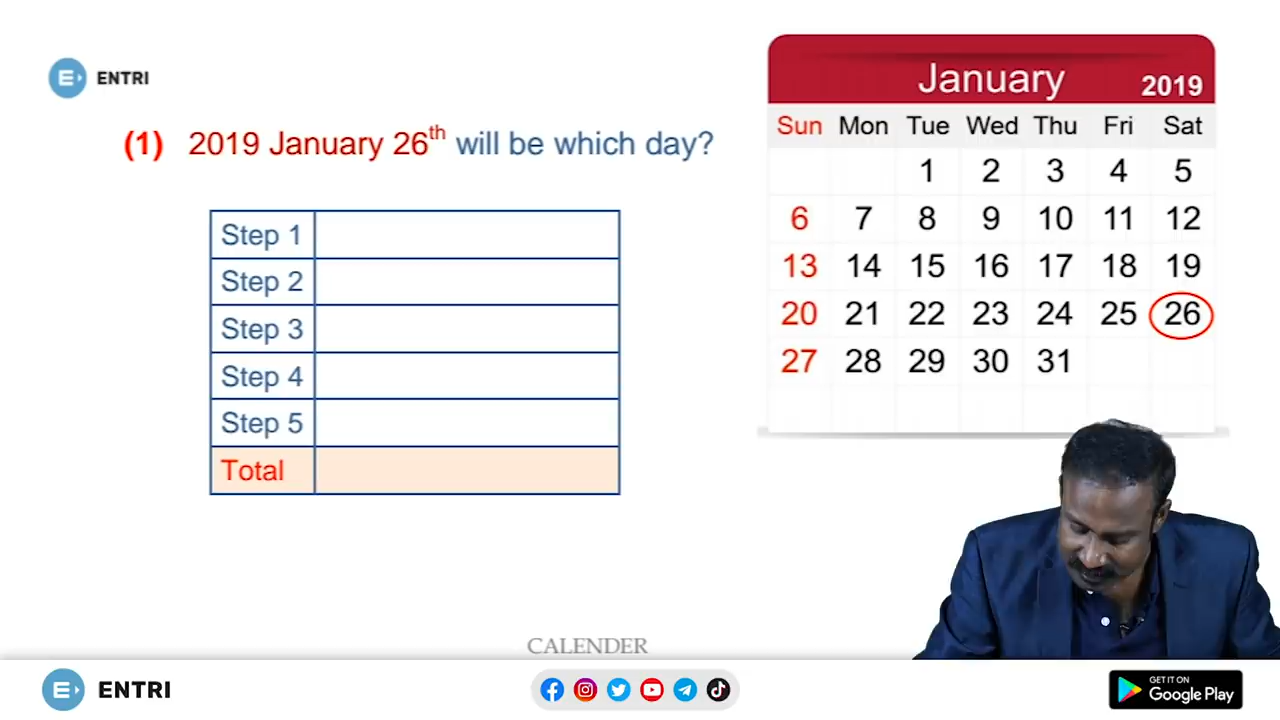 ENTRI
(1) 2019 January 26th will be which day?
Step 1
Step 2
Step 3
Step 4
Step 5
Total
January 2019
Sun Mon Tue Wed Thu Fri Sat
1 2 3 4 5
6 7 8 9 10 11 12
13 14 15 16 17 18 19
20 21 22 23 24 25 26
27 28 29 30 31
CALENDER
ENTRI
GET IT ON
Google Play